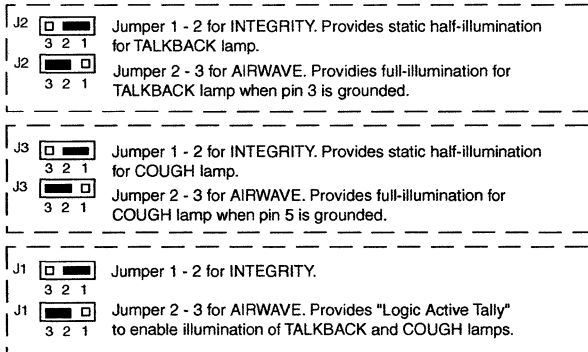 J2 Jumper 1 - 2 for INTEGRITY. Provides static half-illumination
for TALKBACK lamp.
3 2 1
J2 Jumper 2 - 3 for AIRWAVE. Providies full-illumination for
3 2 1 TALKBACK lamp when pin 3 is grounded.
J3 Jumper 1 - 2 for INTEGRITY. Provides static half-illumination
3 2 1 for COUGH lamp.
J3 Jumper 2 - 3 for AIRWAVE. Provides full-illumination for
3 2 1 COUGH lamp when pin 5 is grounded.
J1 Jumper 1 - 2 for INTEGRITY.
3 2 1
J1 Jumper 2 - 3 for AIRWAVE. Provides "Logic Active Tally"
3 2 1 to enable illumination of TALKBACK and COUGH lamps.